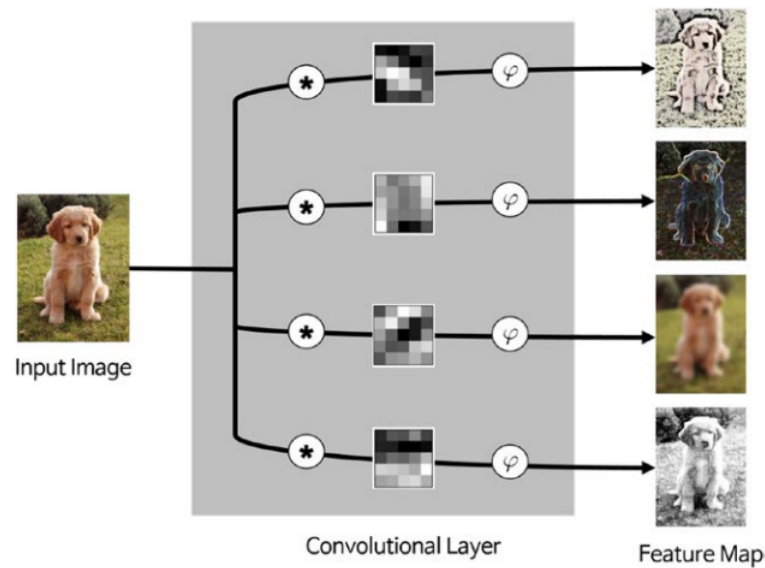 *
φ
*
φ
Input Image
*
φ
*
φ
Convolutional Layer
Feature Map